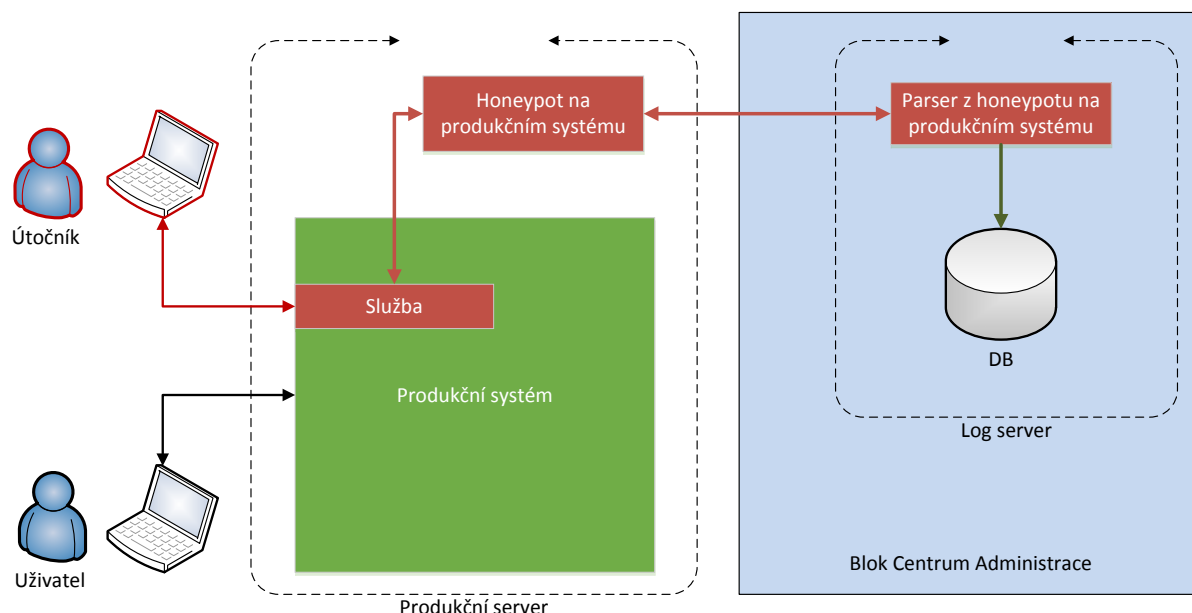 Honeypot na
produkčním systému
Parser z honeypotu na
produkčním systému
Útočník
Služba
DB
Produkční systém
Log server
Blok Centrum Administrace
Uživatel
Produkční server